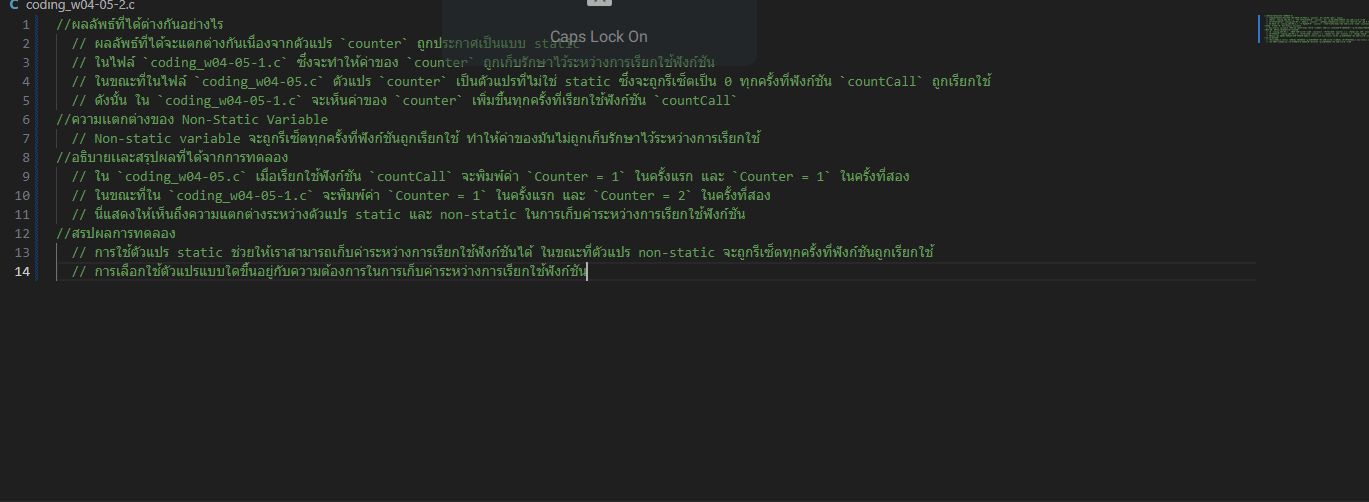 C coding_w04-05-2.c
Caps Lock On
1 //ผลลัพธ์ที่ได้ต่างกันอย่างไร
2 // ผลลัพธ์ที่ได้จะแตกต่างกันเนื่องจากตัวแปร `counter` ถูกประกาศเป็นแบบ static
3 // ในไฟล์ `coding_w04-05-1.c` ซึ่งจะทำให้ค่าของ `counter` ถูกเก็บรักษาไว้ระหว่างการเรียกใช้ฟังก์ชัน
4 // ในขณะที่ในไฟล์ `coding_w04-05.c` ตัวแปร `counter` เป็นตัวแปรที่ไม่ใช่ static ซึ่งจะถูกรีเซ็ตเป็น 0 ทุกครั้งที่ฟังก์ชัน `countCall` ถูกเรียกใช้
5 // ดังนั้น ใน `coding_w04-05-1.c` จะเห็นค่าของ `counter` เพิ่มขึ้นทุกครั้งที่เรียกใช้ฟังก์ชัน `countCall`
6 //ความแตกต่างของ Non-Static Variable
7 // Non-static variable จะถูกรีเซ็ตทุกครั้งที่ฟังก์ชันถูกเรียกใช้ ทำให้ค่าของมันไม่ถูกเก็บรักษาไว้ระหว่างการเรียกใช้
8 //อธิบายและสรุปผลที่ได้จากการทดลอง
9 // ใน `coding_w04-05.c` เมื่อเรียกใช้ฟังก์ชัน `countCall` จะพิมพ์ค่า `Counter = 1` ในครั้งแรก และ `Counter = 1` ในครั้งที่สอง
10 // ในขณะที่ใน `coding_w04-05-1.c` จะพิมพ์ค่า `Counter = 1` ในครั้งแรก และ `Counter = 2` ในครั้งที่สอง
11 // นี่แสดงให้เห็นถึงความแตกต่างระหว่างตัวแปร static และ non-static ในการเก็บค่าระหว่างการเรียกใช้ฟังก์ชัน
12 //สรุปผลการทดลอง
13 // การใช้ตัวแปร static ช่วยให้เราสามารถเก็บค่าระหว่างการเรียกใช้ฟังก์ชันได้ ในขณะที่ตัวแปร non-static จะถูกรีเซ็ตทุกครั้งที่ฟังก์ชันถูกเรียกใช้
14 // การเลือกใช้ตัวแปรแบบใดขึ้นอยู่กับความต้องการในการเก็บค่าระหว่างการเรียกใช้ฟังก์ชัน